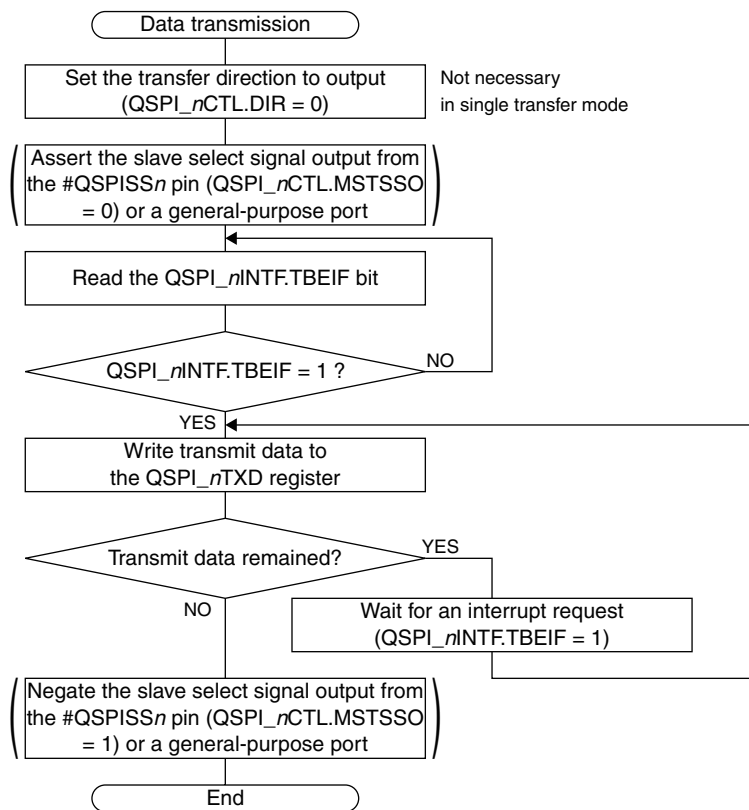 Data transmission
Set the transfer direction to output
(QSPI_nCTL.DIR = 0)
Not necessary
in single transfer mode
Assert the slave select signal output from
the #QSPISSn pin (QSPI_nCTL.MSTSSO
= 0) or a general-purpose port
Read the QSPI_nINTF.TBEIF bit
QSPI_nINTF.TBEIF = 1 ?
NO
YES
Write transmit data to
the QSPI_nTXD register
Transmit data remained?
YES
NO
Wait for an interrupt request
(QSPI_nINTF.TBEIF = 1)
Negate the slave select signal output from
the #QSPISSn pin (QSPI_nCTL.MSTSSO
= 1) or a general-purpose port
End